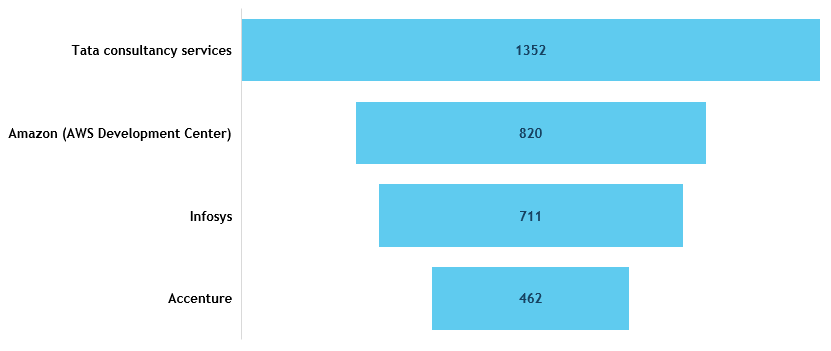 Tata consultancy services 1352
Amazon (AWS Development Center) 820
Infosys 711
Accenture 462